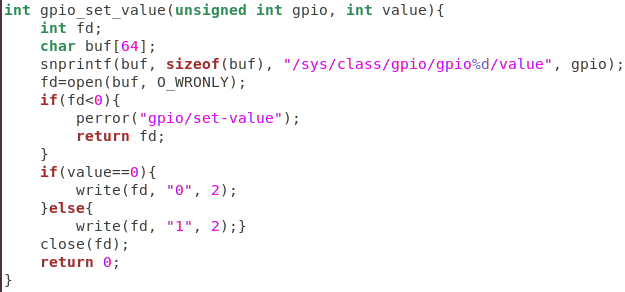 int gpio_set_value(unsigned int gpio, int value){
    int fd;
    char buf[64];
    snprintf(buf, sizeof(buf), "/sys/class/gpio/gpio%d/value", gpio);
    fd=open(buf, O_WRONLY);
    if(fd<0){
        perror("gpio/set-value");
        return fd;
    }
    if(value==0){
        write(fd, "0", 2);
    }else{
        write(fd, "1", 2);}
    close(fd);
    return 0;
}